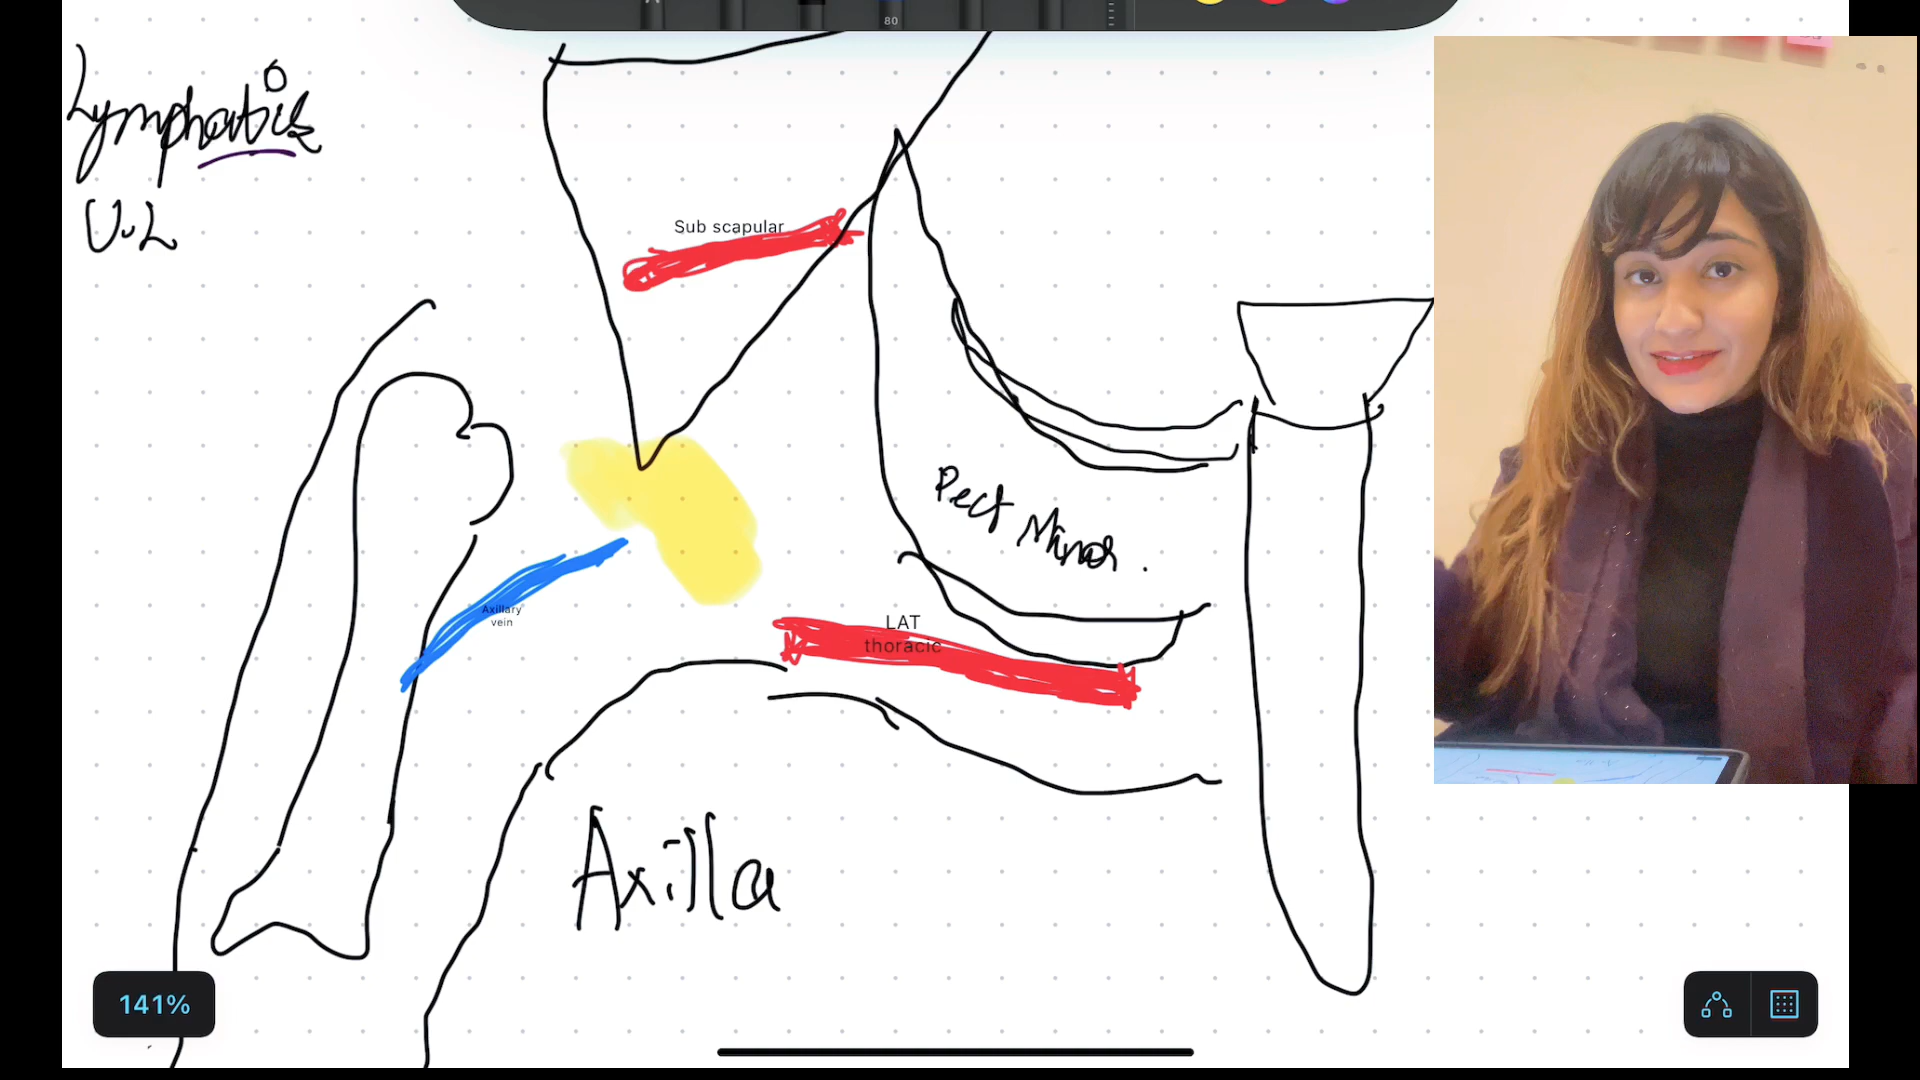 80
Lymphatics
U.L
Sub scapular
Pect Minor.
Axillary
vein
LAT
thoracic
Axilla
141%